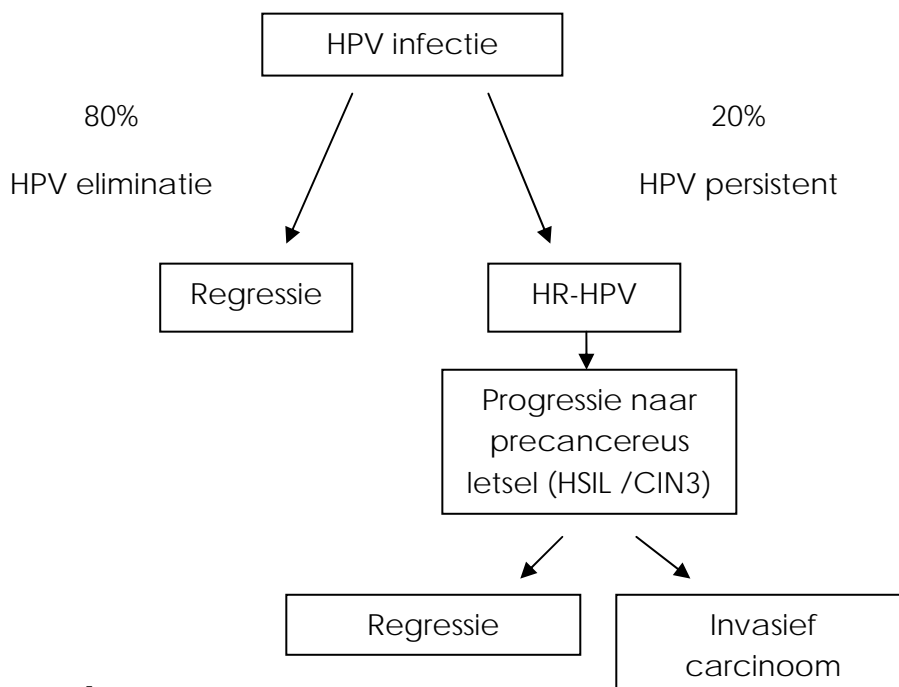 HPV infectie
80%
20%
HPV eliminatie
HPV persistent
Regressie
HR-HPV
Progressie naar
precancereus
letsel (HSIL /CIN3)
Regressie
Invasief
carcinoom